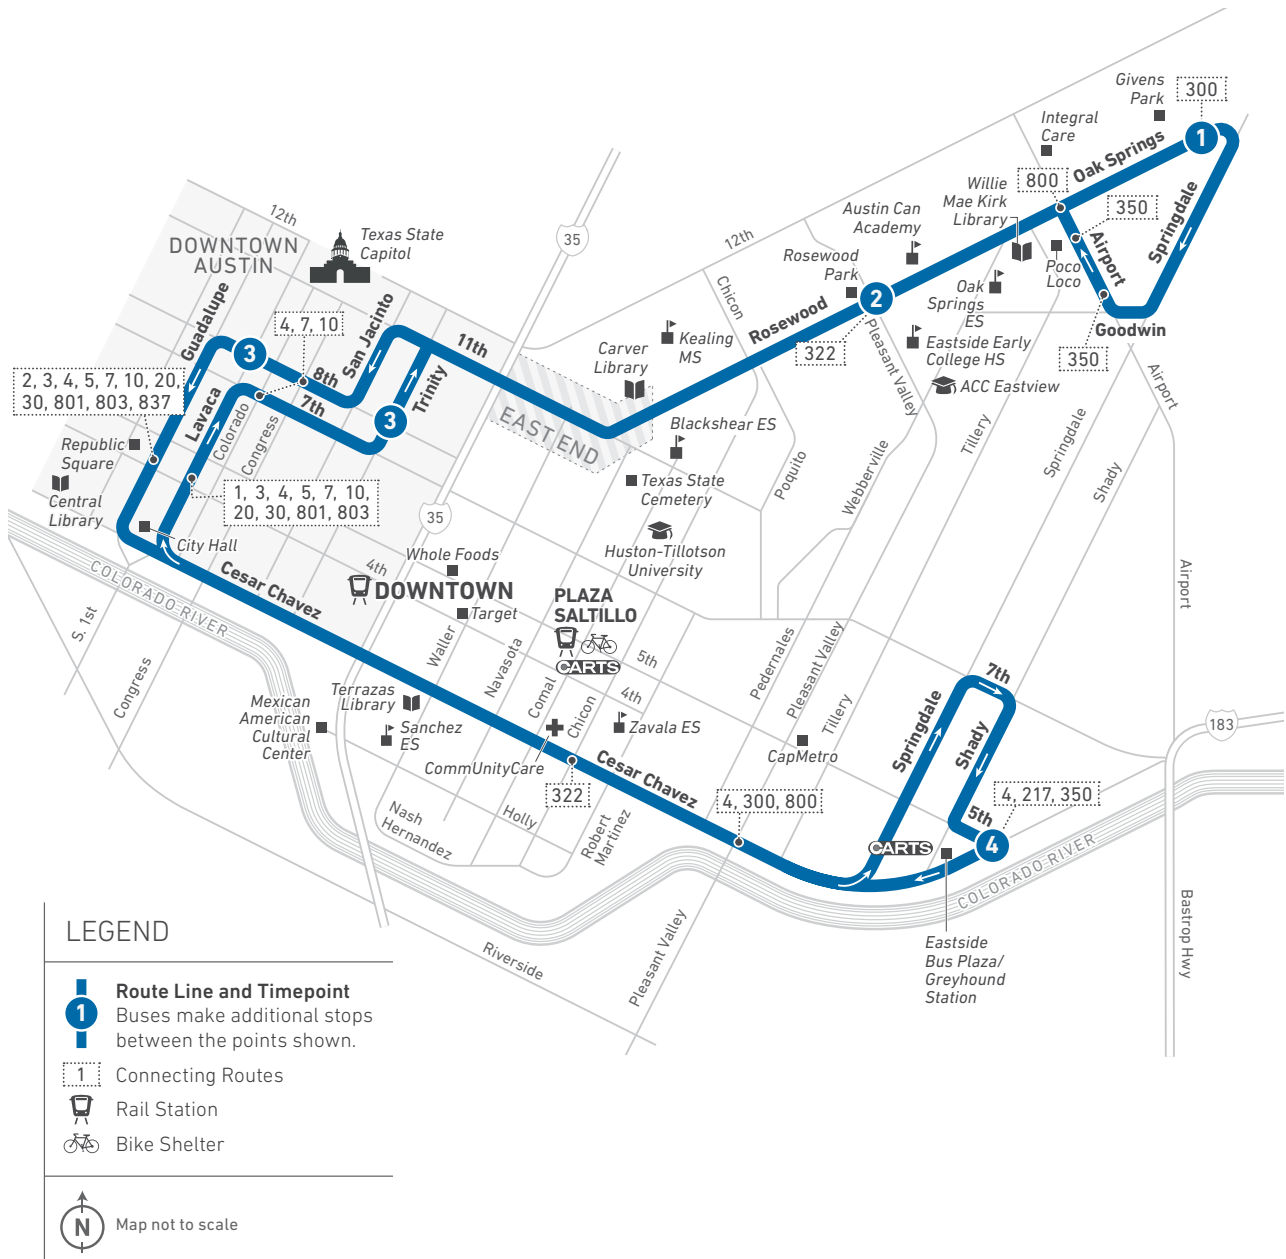 Givens
Park
300
Integral
Care
1
Oak Springs
800
Willie
Mae Kirk
Library
350
Springdale
Airport
Austin Can
Academy
12th
Rosewood
Park
2
Poco
Loco
Oak
Springs
ES
Goodwin
350
12th
DOWNTOWN
AUSTIN
Texas State
Capitol
35
Chicon
Rosewood
322
Pleasant Valley
Eastside Early
College HS
ACC Eastview
Airport
Guadalupe
4, 7, 10
San Jacinto
11th
Kealing
MS
Carver
Library
3
8th
7th
Trinity
3
2, 3, 4, 5, 7, 10, 20,
30, 801, 803, 837
Lavaca
Colorado
Congress
EAST END
Blackshear ES
Tillery
Springdale
Shady
Republic
Square
Central
Library
1, 3, 4, 5, 7, 10,
20, 30, 801, 803
35
Texas State
Cemetery
Poquito
Webberville
City Hall
Huston-Tillotson
University
Airport
COLORADO RIVER
Cesar Chavez
4th
Whole Foods
DOWNTOWN
Target
PLAZA
SALTILLO
CARTS
S. 1st
Congress
Waller
Navasota
Comal
Chicon
5th
4th
Pedernales
Pleasant Valley
Tillery
Springdale
7th
Shady
183
Mexican
American
Cultural
Center
Terrazas
Library
Sanchez
ES
CommUnityCare
Zavala ES
CapMetro
322
Cesar Chavez
4, 300, 800
4, 217, 350
5th
4
CARTS
COLORADO RIVER
Nash
Hernandez
Holly
Robert
Martinez
Riverside
Pleasant Valley
Eastside
Bus Plaza/
Greyhound
Station
Bastrop Hwy
LEGEND
Route Line and Timepoint
1
Buses make additional stops
between the points shown.
1
Connecting Routes
Rail Station
Bike Shelter
N
Map not to scale